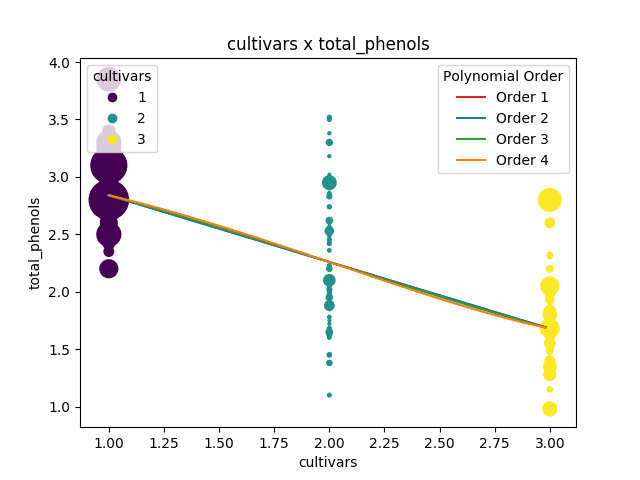 cultivars x total_phenols
cultivars
1
2
3
Polynomial Order
Order 1
Order 2
Order 3
Order 4
total_phenols
4.0
3.5
3.0
2.5
2.0
1.5
1.0
1.00 1.25 1.50 1.75 2.00 2.25 2.50 2.75 3.00
cultivars